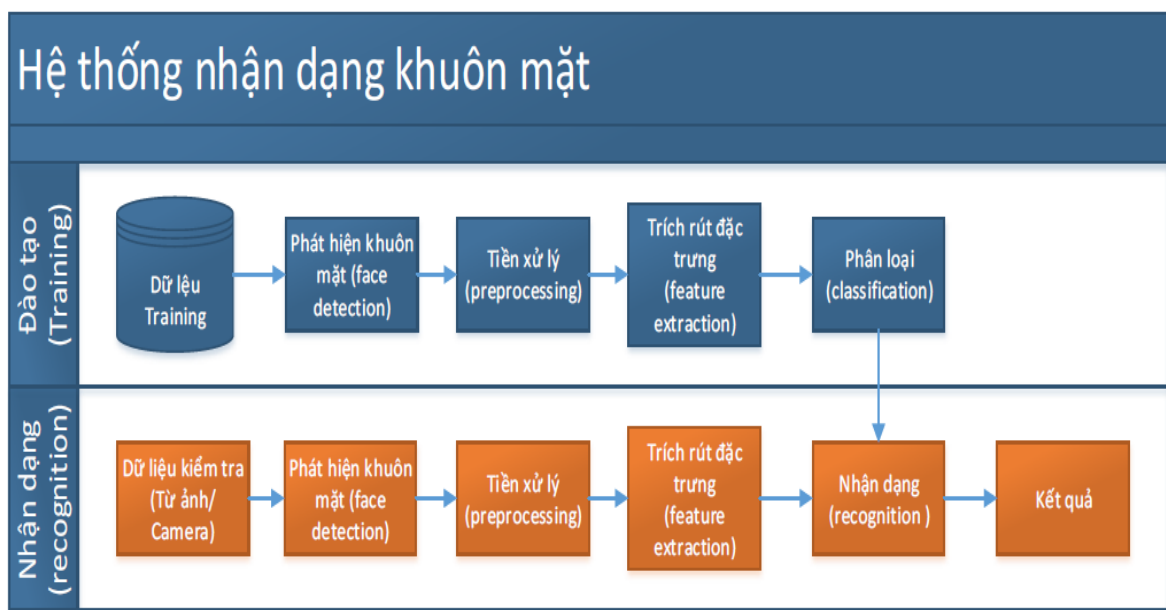 Hệ thống nhận dạng khuôn mặt
Đào tạo
(Training)
Dữ lệu
Training
Phát hiện khuôn
mặt (face
detection)
Tiền xử lý
(preprocessing)
Trích rút đặc
trưng
(feature
extraction)
Phân loại
(classification)
Nhận dạng
(recognition)
Dữ liệu kiểm tra
(Từ ảnh/
Camera)
Phát hiện khuôn
mặt (face
detection)
Tiền xử lý
(preprocessing)
Trích rút đặc
trưng
(feature
extraction)
Nhận dạng
(recognition )
Kết quả